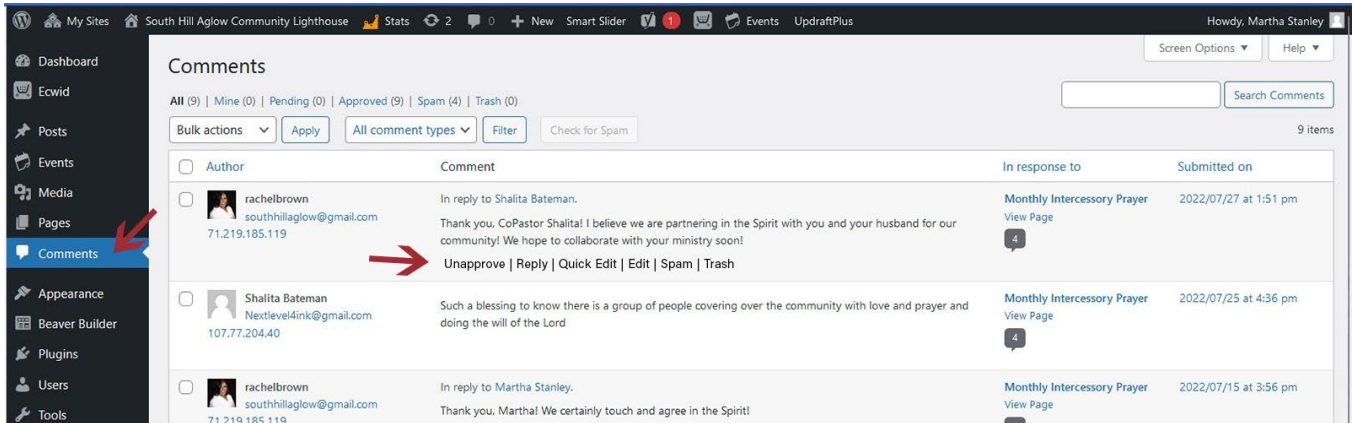 My Sites South Hill Aglow Community Lighthouse Stats 2 0 + New Smart Slider 1 Events UpdraftPlus Howdy, Martha Stanley
Screen Options ▼ Help ▼
Dashboard
Ecwid
Posts
Events
Media
Pages
Comments
Appearance
Beaver Builder
Plugins
Users
Tools
Comments
All (9) | Mine (0) | Pending (0) | Approved (9) | Spam (4) | Trash (0)
Search Comments
Bulk actions Apply All comment types Filter Check for Spam
9 items
Author Comment In response to Submitted on
rachelbrown
southhillaglow@gmail.com
71.219.185.119
In reply to Shalita Bateman.
Thank you, CoPastor Shalita! I believe we are partnering in the Spirit with you and your husband for our
community! We hope to collaborate with your ministry soon!
Unapprove | Reply | Quick Edit | Edit | Spam | Trash
Monthly Intercessory Prayer
View Page
4
2022/07/27 at 1:51 pm
Shalita Bateman
Nextlevel4ink@gmail.com
107.77.204.40
Such a blessing to know there is a group of people covering over the community with love and prayer and
doing the will of the Lord
Monthly Intercessory Prayer
View Page
4
2022/07/25 at 4:36 pm
rachelbrown
southhillaglow@gmail.com
71.219.185.119
In reply to Martha Stanley.
Thank you, Martha! We certainly touch and agree in the Spirit!
Monthly Intercessory Prayer
View Page
2022/07/15 at 3:56 pm